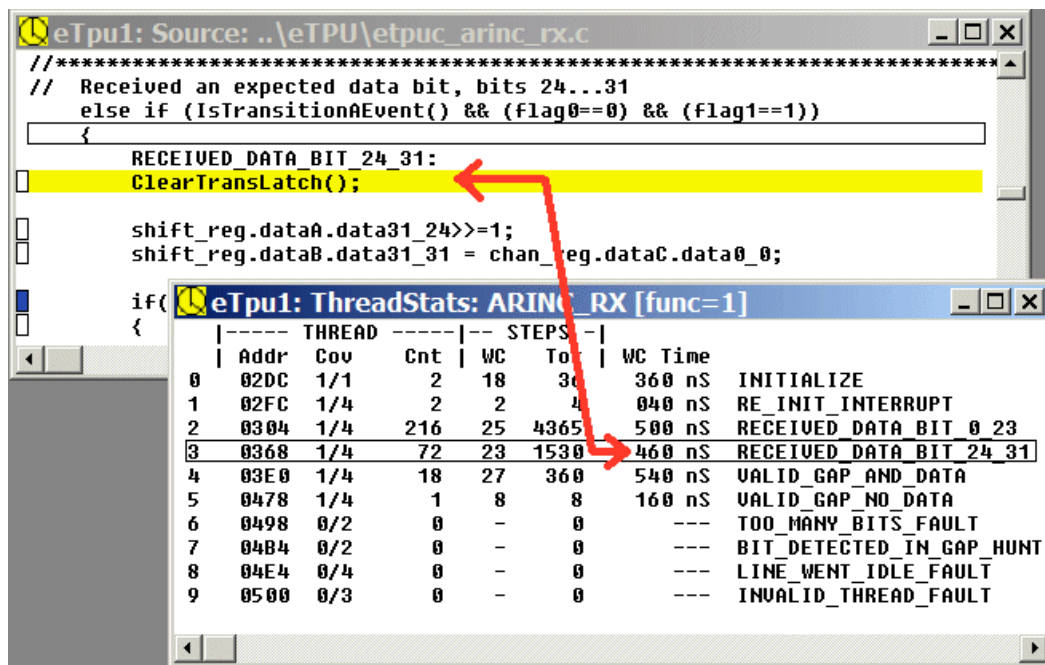 eTpu1: Source: ..\eTPU\etpuc_arinc_rx.c
//*************************************************************************
// Received an expected data bit, bits 24...31
else if (IsTransitionAEvent() && (flag0==0) && (flag1==1))
{
RECEIVED_DATA_BIT_24_31:
ClearTransLatch();
shift_reg.dataA.data31_24>>=1;
shift_reg.dataB.data31_31 = chan_reg.dataC.data0_0;
if(
{
eTpu1: ThreadStats: ARINC_RX [func=1]
|----- THREAD -----|-- STEPS -|
| Addr Cov Cnt | WC Tot | WC Time
0 02DC 1/1 2 18 36 360 nS INITIALIZE
1 02FC 1/4 2 2 4 040 nS RE_INIT_INTERRUPT
2 0304 1/4 216 25 4365 500 nS RECEIVED_DATA_BIT_0_23
3 0368 1/4 72 23 1530 460 nS RECEIVED_DATA_BIT_24_31
4 03E0 1/4 18 27 360 540 nS VALID_GAP_AND_DATA
5 0478 1/4 1 8 8 160 nS VALID_GAP_NO_DATA
6 0498 0/2 0 - 0 --- TOO_MANY_BITS_FAULT
7 04B4 0/2 0 - 0 --- BIT_DETECTED_IN_GAP_HUNT
8 04E4 0/4 0 - 0 --- LINE_WENT_IDLE_FAULT
9 0500 0/3 0 - 0 --- INVALID_THREAD_FAULT